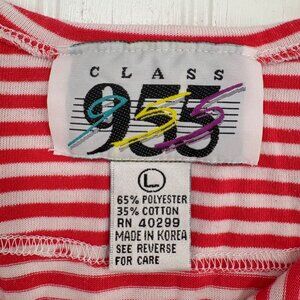 CLASS
955
L
65% POLYESTER
35% COTTON
RN 40299
MADE IN KOREA
SEE REVERSE
FOR CARE